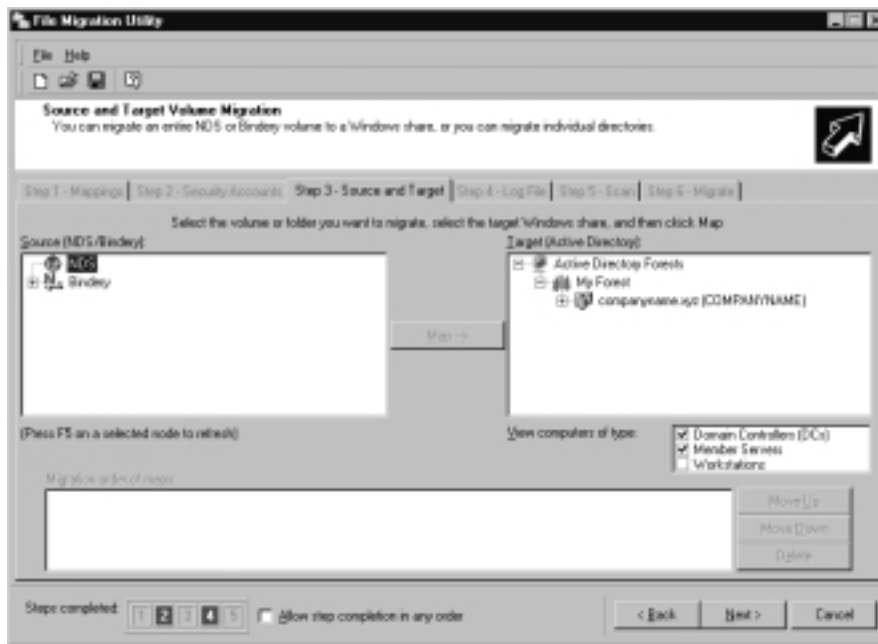 File Migration Utility
File Help
Source and Target Volume Migration
You can migrate an entire NDS or Bindery volume to a Windows share, or you can migrate individual directories.
Step 1 - Mappings Step 2 - Security Accounts Step 3 - Source and Target Step 4 - Log File Step 5 - Scan Step 6 - Migrate
Select the volume or folder you want to migrate, select the target Windows share, and then click Map
Source (NDS/Bindery):
Target (Active Directory):
NDS
Bindery
Active Directory Forests
My Forest
companyname.xyz (COMPANYNAME)
Map -->
(Press F5 on a selected node to refresh)
View computers of type:
Domain Controllers (DCs)
Member Servers
Workstations
Migration order of maps:
Move Up
Move Down
Delete
Steps completed: 1 2 3 4 5 Allow step completion in any order
< Back Next > Cancel